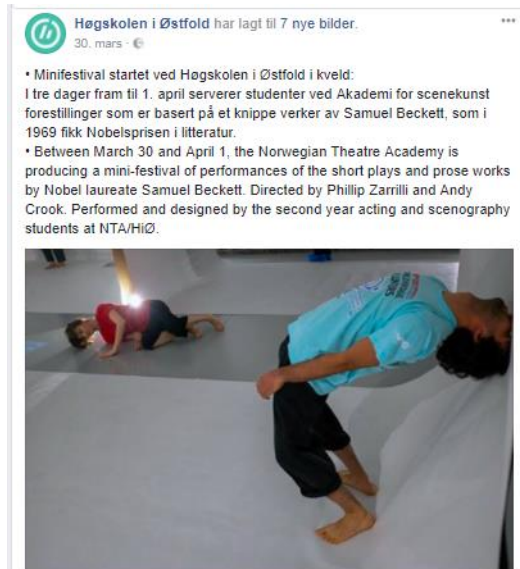 Høgskolen i Østfold har lagt til 7 nye bilder.
30. mars ·
• Minifestival startet ved Høgskolen i Østfold i kveld:
I tre dager fram til 1. april serverer studenter ved Akademi for scenekunst
forestillinger som er basert på et knippe verker av Samuel Beckett, som i
1969 fikk Nobelsprisen i litteratur.
• Between March 30 and April 1, the Norwegian Theatre Academy is
producing a mini-festival of performances of the short plays and prose works
by Nobel laureate Samuel Beckett. Directed by Phillip Zarrilli and Andy
Crook. Performed and designed by the second year acting and scenography
students at NTA/HiØ.